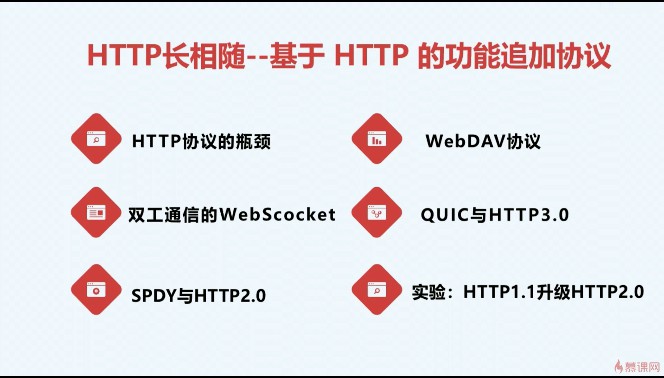 HTTP长相随--基于 HTTP 的功能追加协议
HTTP协议的瓶颈
WebDAV协议
双工通信的WebScocket
QUIC与HTTP3.0
SPDY与HTTP2.0
实验：HTTP1.1升级HTTP2.0
慕课网